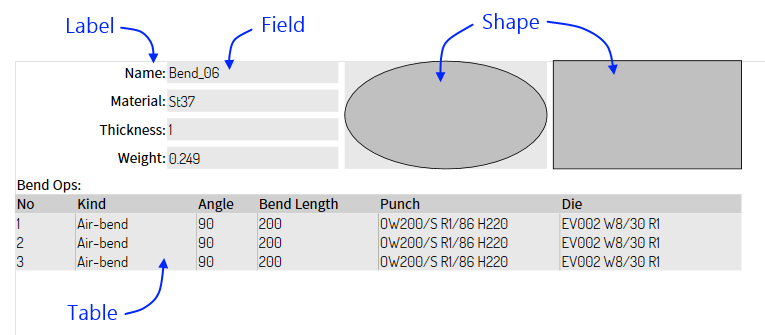 Label Field Shape
Name: Bend_06
Material: St37
Thickness: 1
Weight: 0.249
Bend Ops:
No Kind Angle Bend Length Punch Die
1 Air-bend 90 200 OW200/S R1/86 H220 EV002 W8/30 R1
2 Air-bend 90 200 OW200/S R1/86 H220 EV002 W8/30 R1
3 Air-bend 90 200 OW200/S R1/86 H220 EV002 W8/30 R1
Table